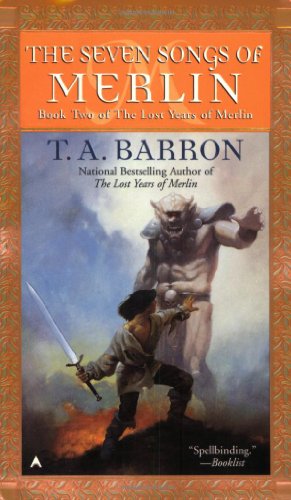 THE SEVEN SONGS OF
MERLIN
Book Two of The Lost Years of Merlin
T. A. BARRON
National Bestselling Author of
The Lost Years of Merlin
"Spellbinding."
—Booklist